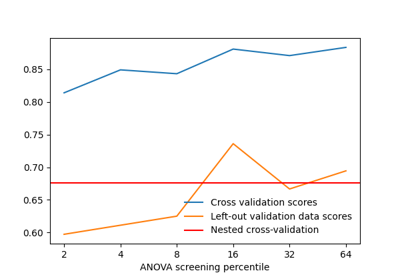 0.85
0.80
0.75
0.70
0.65
0.60
Cross validation scores
Left-out validation data scores
Nested cross-validation
2 4 8 16 32 64
ANOVA screening percentile